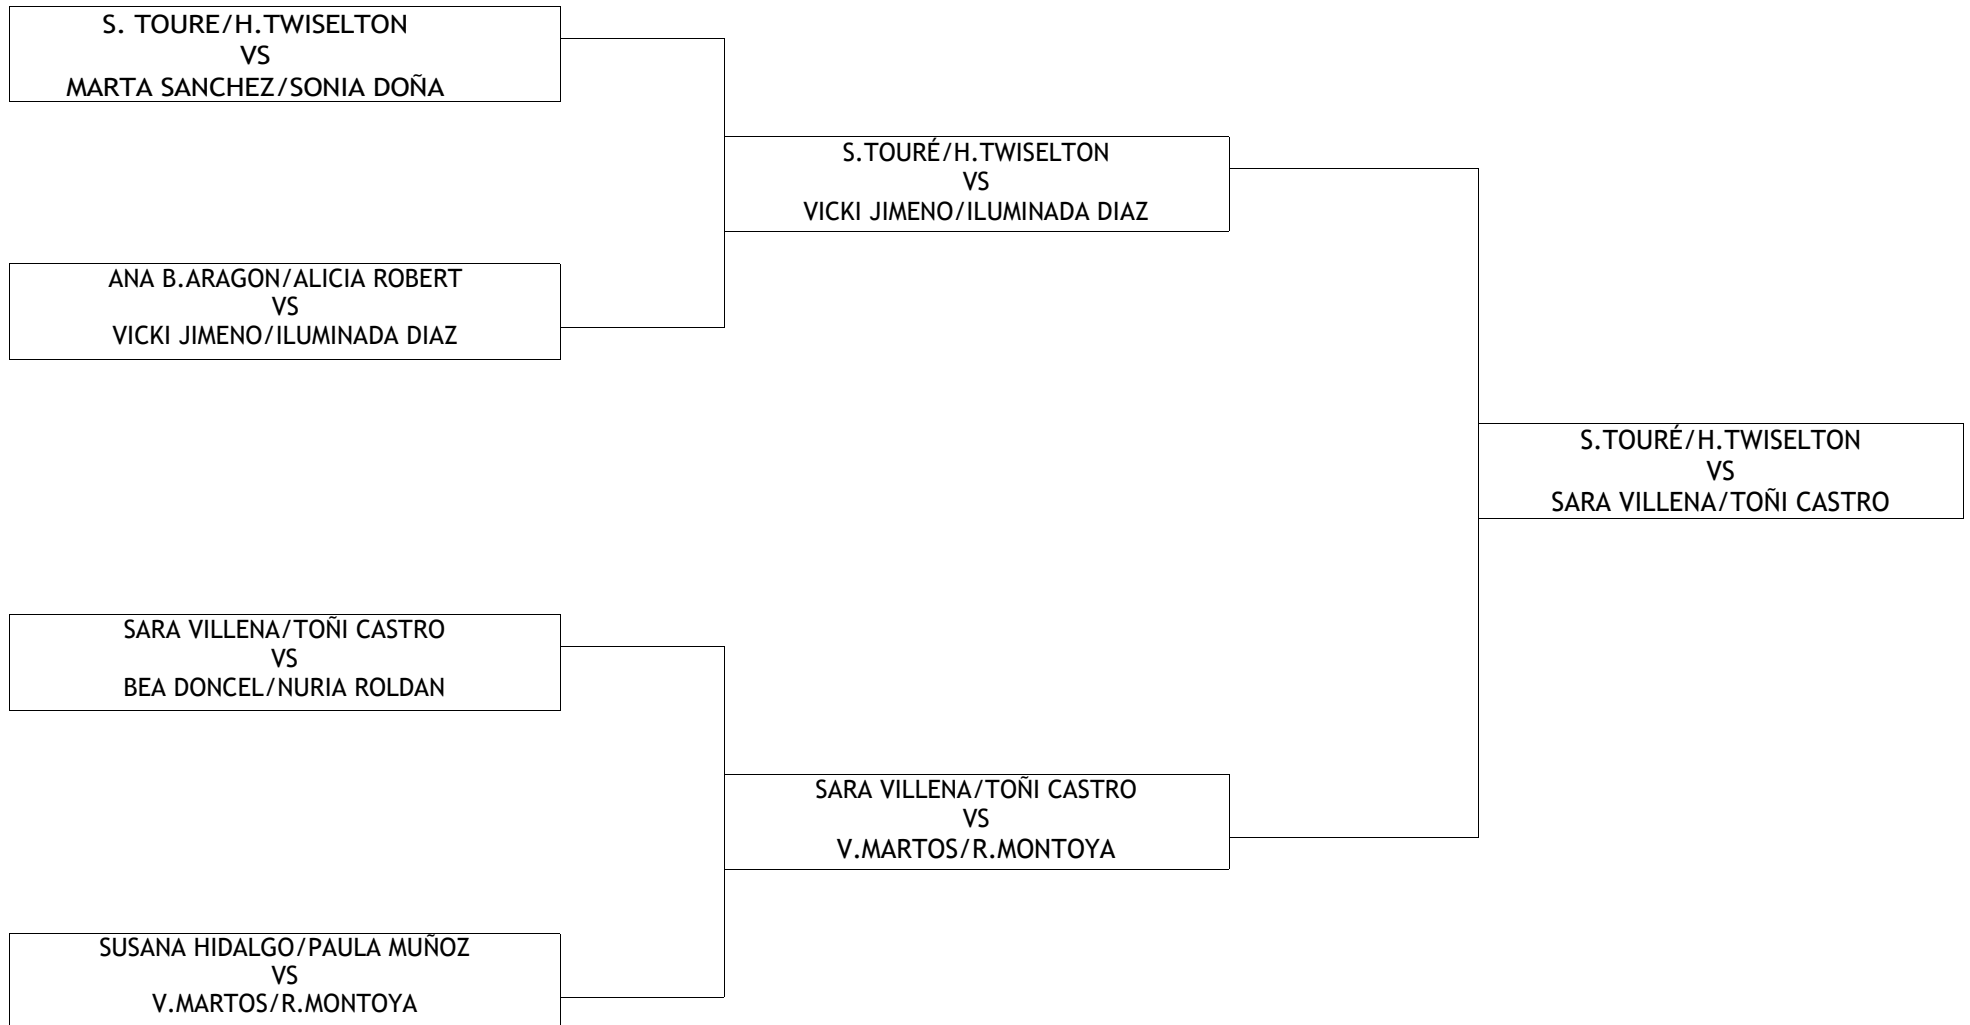 S. TOURE/H.TWISELTON
VS
MARTA SANCHEZ/SONIA DOÑA
ANA B.ARAGON/ALICIA ROBERT
VS
VICKI JIMENO/ILUMINADA DIAZ
SARA VILLENA/TOÑI CASTRO
VS
BEA DONCEL/NURIA ROLDAN
SUSANA HIDALGO/PAULA MUÑOZ
VS
V.MARTOS/R.MONTOYA
S.TOURÉ/H.TWISELTON
VS
VICKI JIMENO/ILUMINADA DIAZ
SARA VILLENA/TOÑI CASTRO
VS
V.MARTOS/R.MONTOYA
S.TOURÉ/H.TWISELTON
VS
SARA VILLENA/TOÑI CASTRO